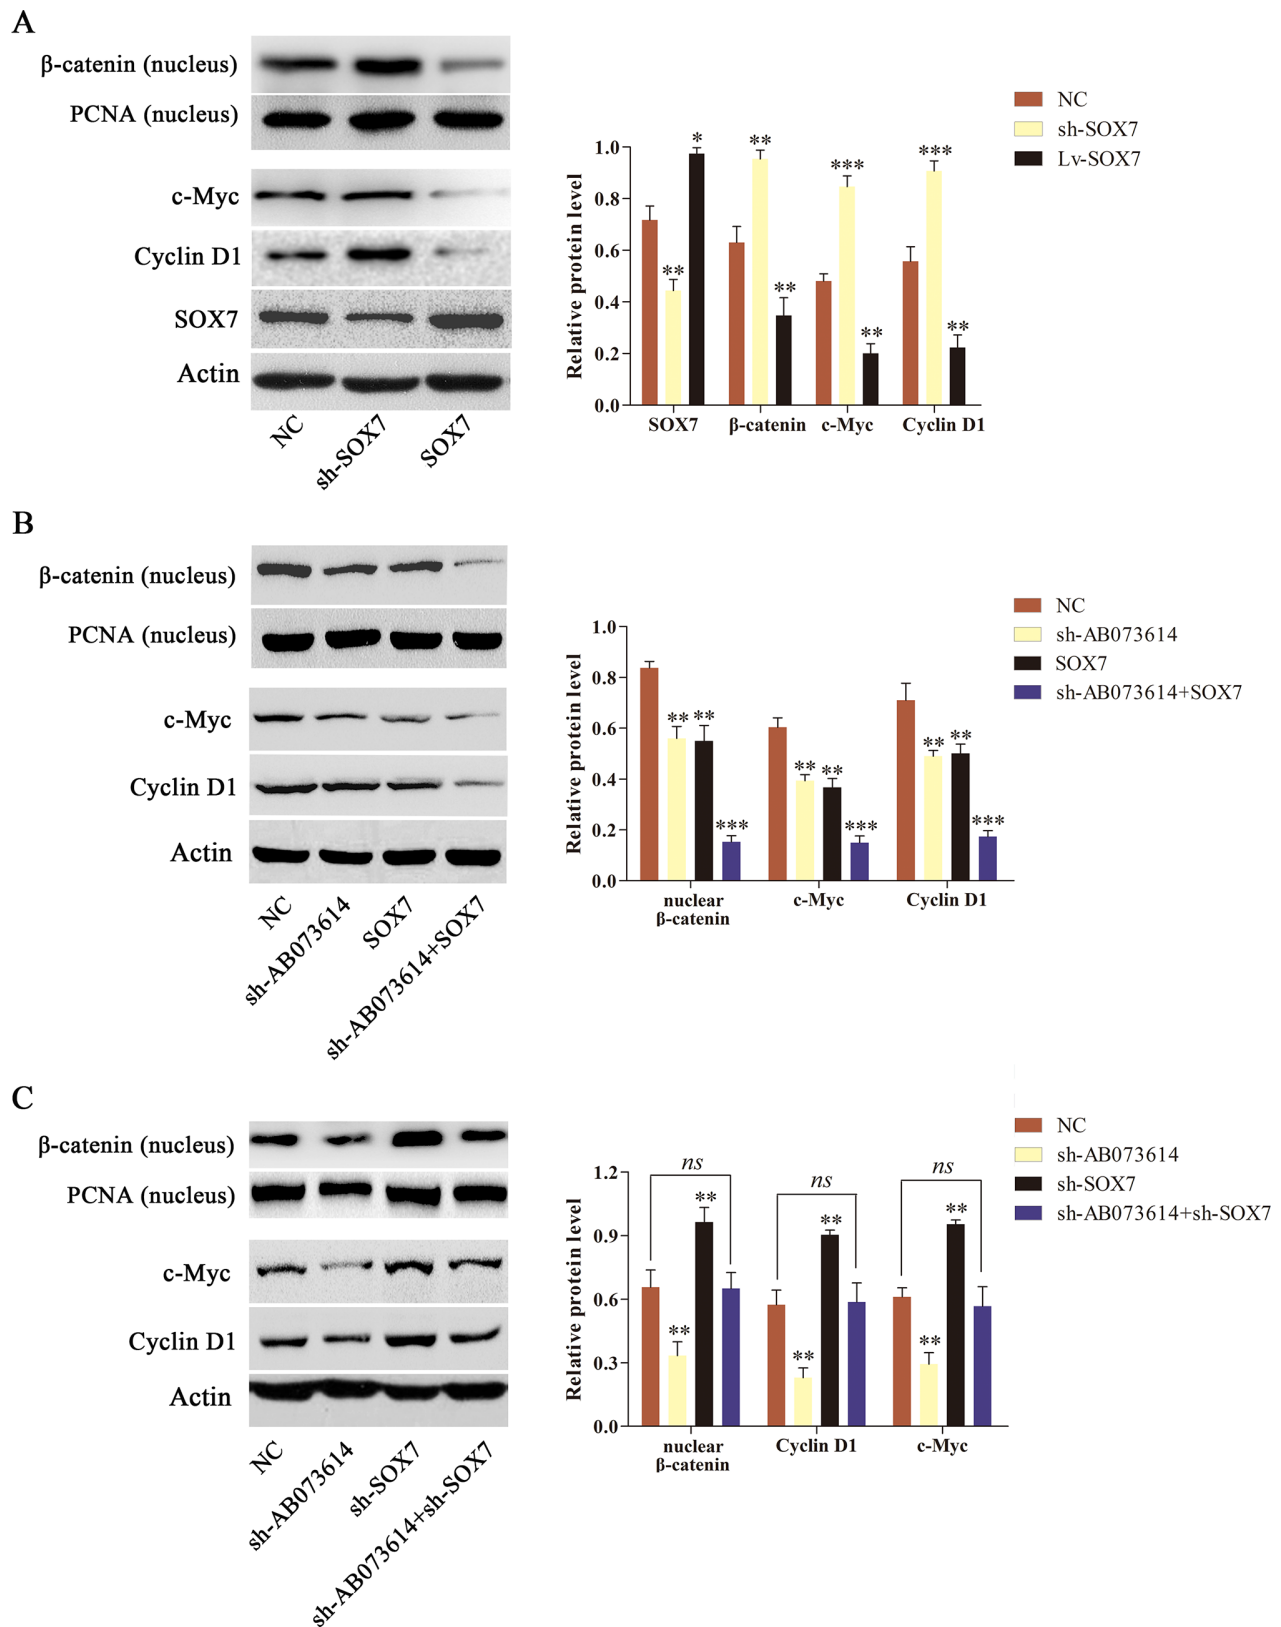 A
β-catenin (nucleus)
PCNA (nucleus)
c-Myc
Cyclin D1
SOX7
Actin
NC
sh-SOX7
SOX7
Relative protein level
1.0
0.8
0.6
0.4
0.2
0.0
** * ** ** *** ** *** **
SOX7 β-catenin c-Myc Cyclin D1
NC
sh-SOX7
Lv-SOX7
B
β-catenin (nucleus)
PCNA (nucleus)
c-Myc
Cyclin D1
Actin
NC
sh-AB073614
SOX7
sh-AB073614+SOX7
Relative protein level
1.0
0.8
0.6
0.4
0.2
0.0
** ** *** ** ** *** ** ** ***
nuclear
β-catenin
c-Myc
Cyclin D1
NC
sh-AB073614
SOX7
sh-AB073614+SOX7
C
β-catenin (nucleus)
PCNA (nucleus)
c-Myc
Cyclin D1
Actin
NC
sh-AB073614
sh-SOX7
sh-AB073614+sh-SOX7
Relative protein level
1.2
0.9
0.6
0.3
0.0
ns ns ns
** ** ** ** ** **
nuclear
β-catenin
Cyclin D1
c-Myc
NC
sh-AB073614
sh-SOX7
sh-AB073614+sh-SOX7